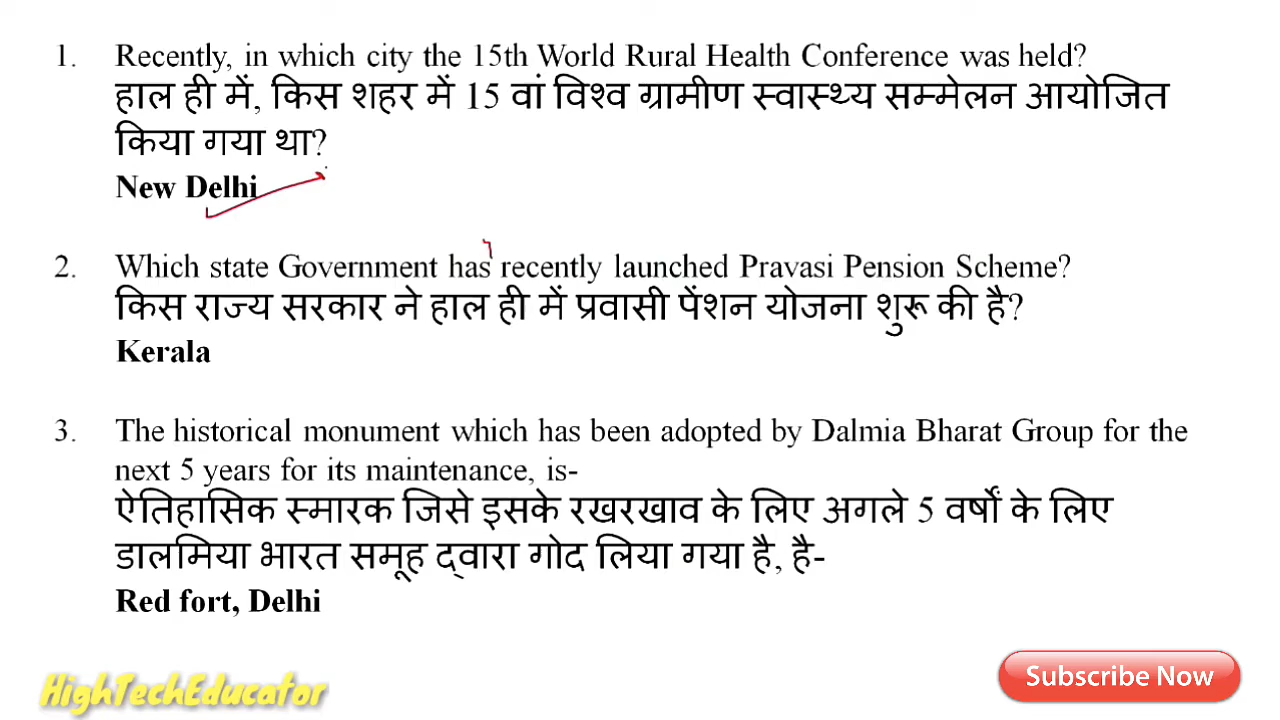 1. Recently, in which city the 15th World Rural Health Conference was held?
हाल ही में, किस शहर में 15 वां विश्व ग्रामीण स्वास्थ्य सम्मेलन आयोजित
किया गया था?
New Delhi
2. Which state Government has recently launched Pravasi Pension Scheme?
किस राज्य सरकार ने हाल ही में प्रवासी पेंशन योजना शुरू की है?
Kerala
3. The historical monument which has been adopted by Dalmia Bharat Group for the
next 5 years for its maintenance, is-
ऐतिहासिक स्मारक जिसे इसके रखरखाव के लिए अगले 5 वर्षों के लिए
डालमिया भारत समूह द्वारा गोद लिया गया है, है-
Red fort, Delhi
HighTechEducator
Subscribe Now